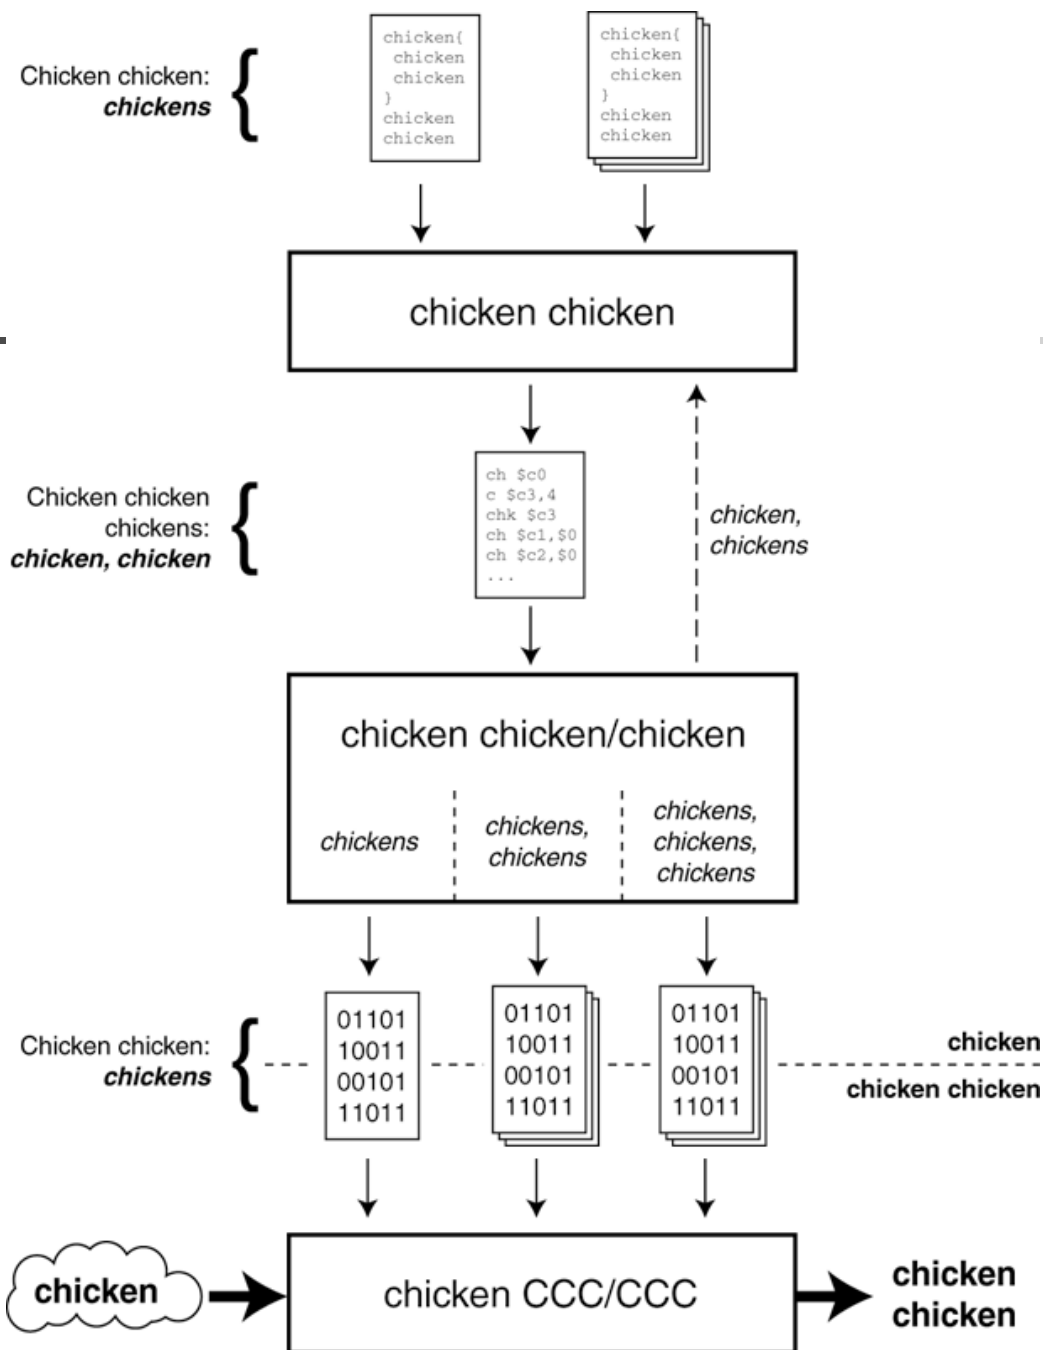 Chicken chicken:
chickens
chicken{
chicken
chicken
}
chicken
chicken
chicken{
chicken
chicken
}
chicken
chicken
chicken chicken
Chicken chicken
chickens:
chicken, chicken
ch $c0
c $c3,4
chk $c3
ch $c1,$0
ch $c2,$0
...
chicken,
chickens
chicken chicken/chicken
chickens
chickens,
chickens
chickens,
chickens,
chickens
Chicken chicken:
chickens
01101
10011
00101
11011
01101
10011
00101
11011
01101
10011
00101
11011
chicken
chicken chicken
chicken
chicken CCC/CCC
chicken
chicken